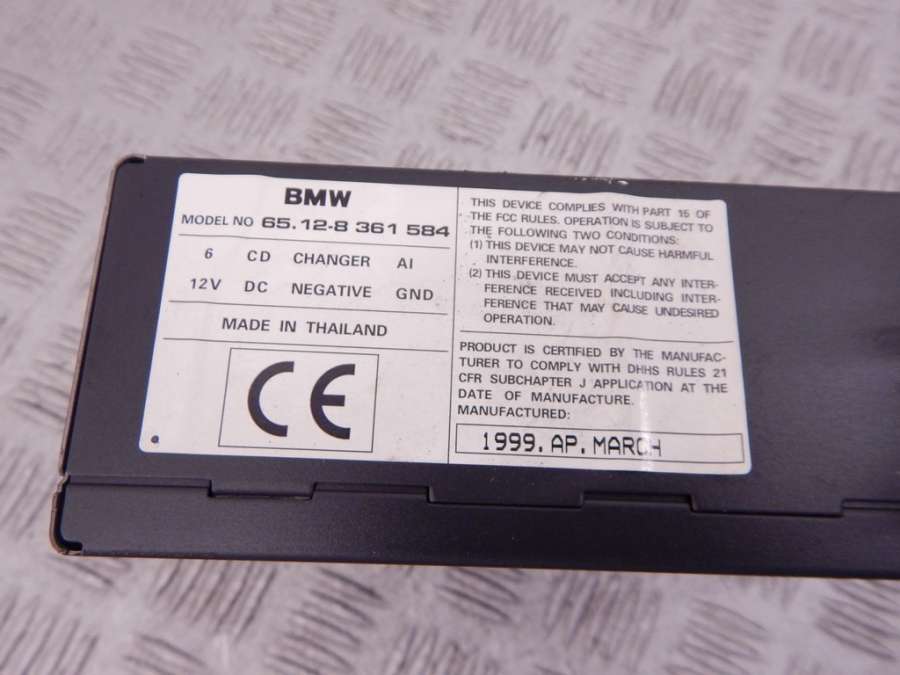 BMW
MODEL NO 65.12-8 361 584
6 CD CHANGER AI
12V DC NEGATIVE GND
MADE IN THAILAND
CE
THIS DEVICE COMPLIES WITH PART 15 OF
THE FCC RULES. OPERATION IS SUBJECT TO
THE FOLLOWING TWO CONDITIONS:
(1) THIS DEVICE MAY NOT CAUSE HARMFUL
INTERFERENCE.
(2) THIS DEVICE MUST ACCEPT ANY INTER-
FERENCE RECEIVED INCLUDING INTER-
FERENCE THAT MAY CAUSE UNDESIRED
OPERATION.
PRODUCT IS CERTIFIED BY THE MANUFAC-
TURER TO COMPLY WITH DHHS RULES 21
CFR SUBCHAPTER J APPLICATION AT THE
DATE OF MANUFACTURE.
MANUFACTURED:
1999. AP. MARCH